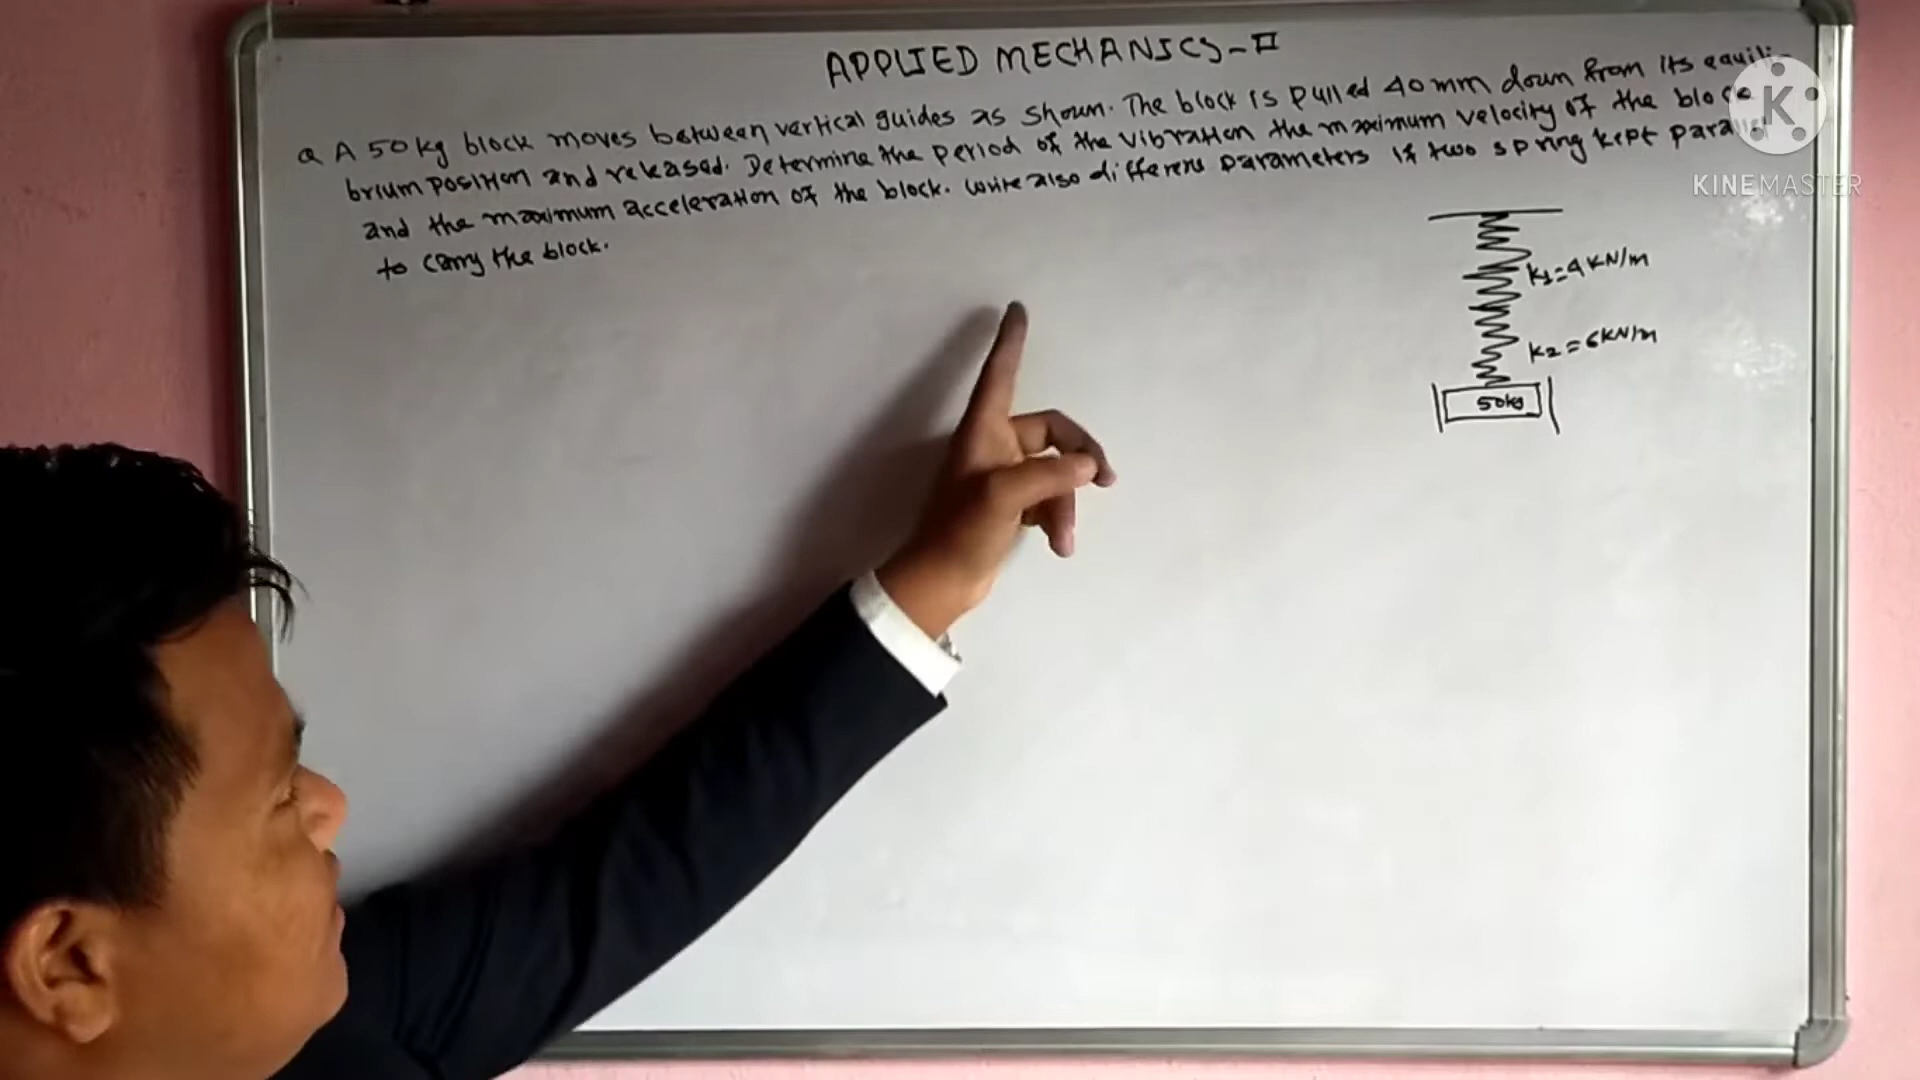 APPLIED MECHANICS-II
Q A 50kg block moves between vertical guides as shown. The block is pulled 40mm down from its equili-
brium position and released. Determine the period of the vibration the maximum velocity of the block
and the maximum acceleration of the block. Write also different parameters if two spring kept parallel
to carry the block.
K
KINEMASTER
k1=4KN/m
k2=6KN/m
50kg